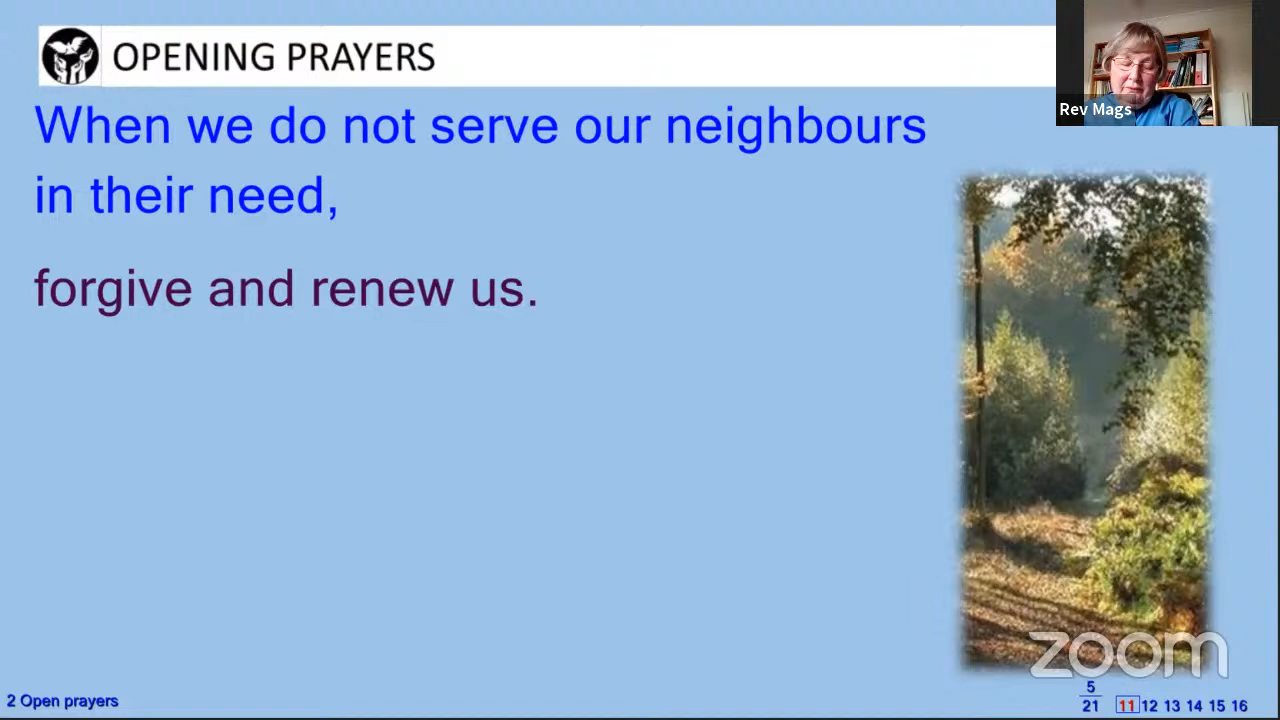 OPENING PRAYERS
Rev Mags
When we do not serve our neighbours
in their need,
forgive and renew us.
zoom
2 Open prayers
5
21 11 12 13 14 15 16